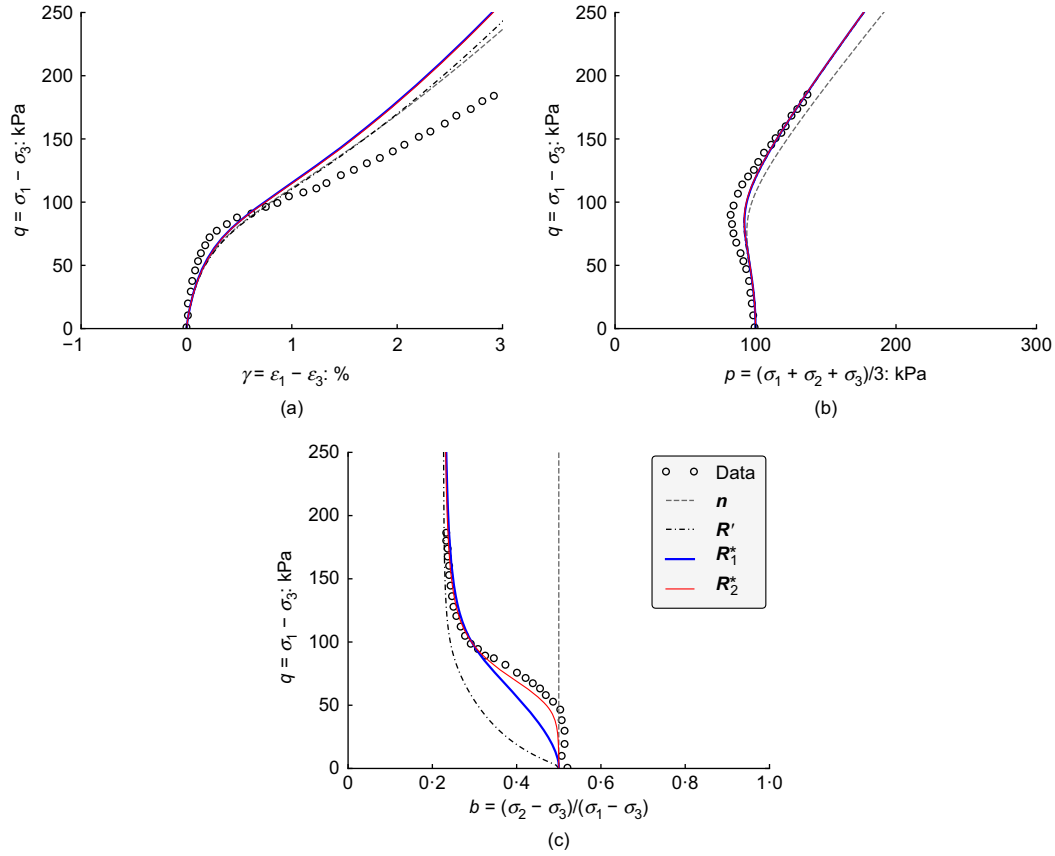 250
200
150
100
50
0
q = σ₁ − σ₃: kPa
−1
0
1
2
3
γ = ε₁ − ε₃: %
(a)
250
200
150
100
50
0
q = σ₁ − σ₃: kPa
0
100
200
300
p = (σ₁ + σ₂ + σ₃)/3: kPa
(b)
250
200
150
100
50
0
q = σ₁ − σ₃: kPa
0
0·2
0·4
0·6
0·8
1·0
b = (σ₂ − σ₃)/(σ₁ − σ₃)
(c)
Data
n
R′
R*₁
R*₂